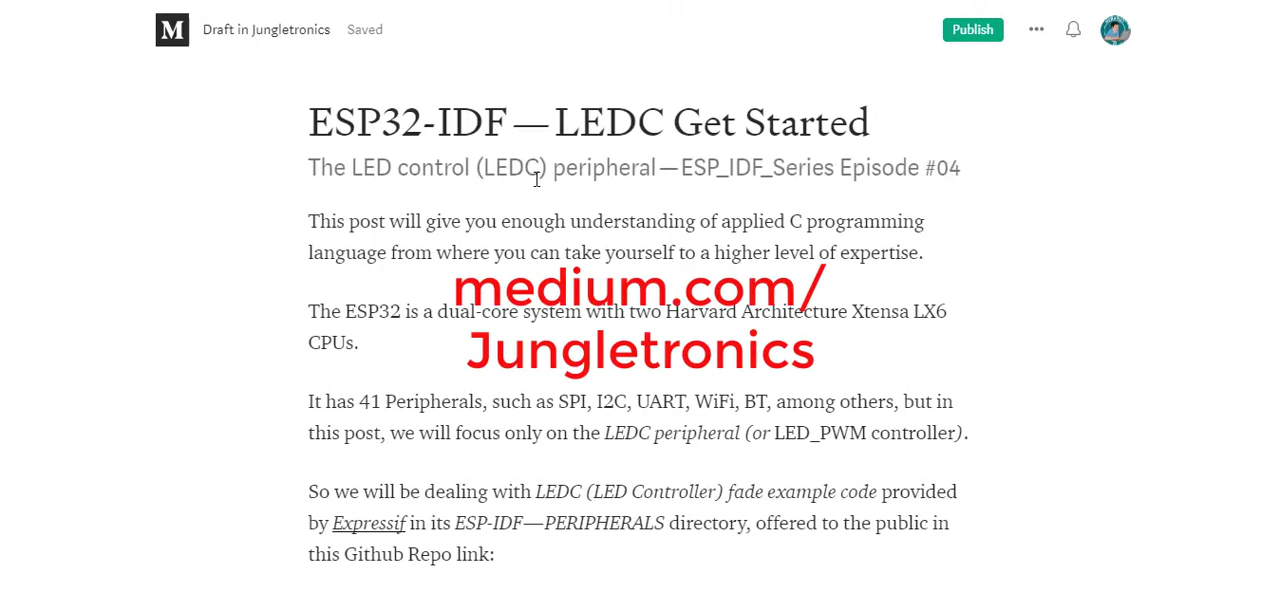 M Draft in Jungletronics Saved Publish
ESP32-IDF — LEDC Get Started
The LED control (LEDC) peripheral — ESP_IDF_Series Episode #04
This post will give you enough understanding of applied C programming
language from where you can take yourself to a higher level of expertise.
medium.com/
The ESP32 is a dual-core system with two Harvard Architecture Xtensa LX6
CPUs.
Jungletronics
It has 41 Peripherals, such as SPI, I2C, UART, WiFi, BT, among others, but in
this post, we will focus only on the LEDC peripheral (or LED_PWM controller).
So we will be dealing with LEDC (LED Controller) fade example code provided
by Expressif in its ESP-IDF—PERIPHERALS directory, offered to the public in
this Github Repo link: